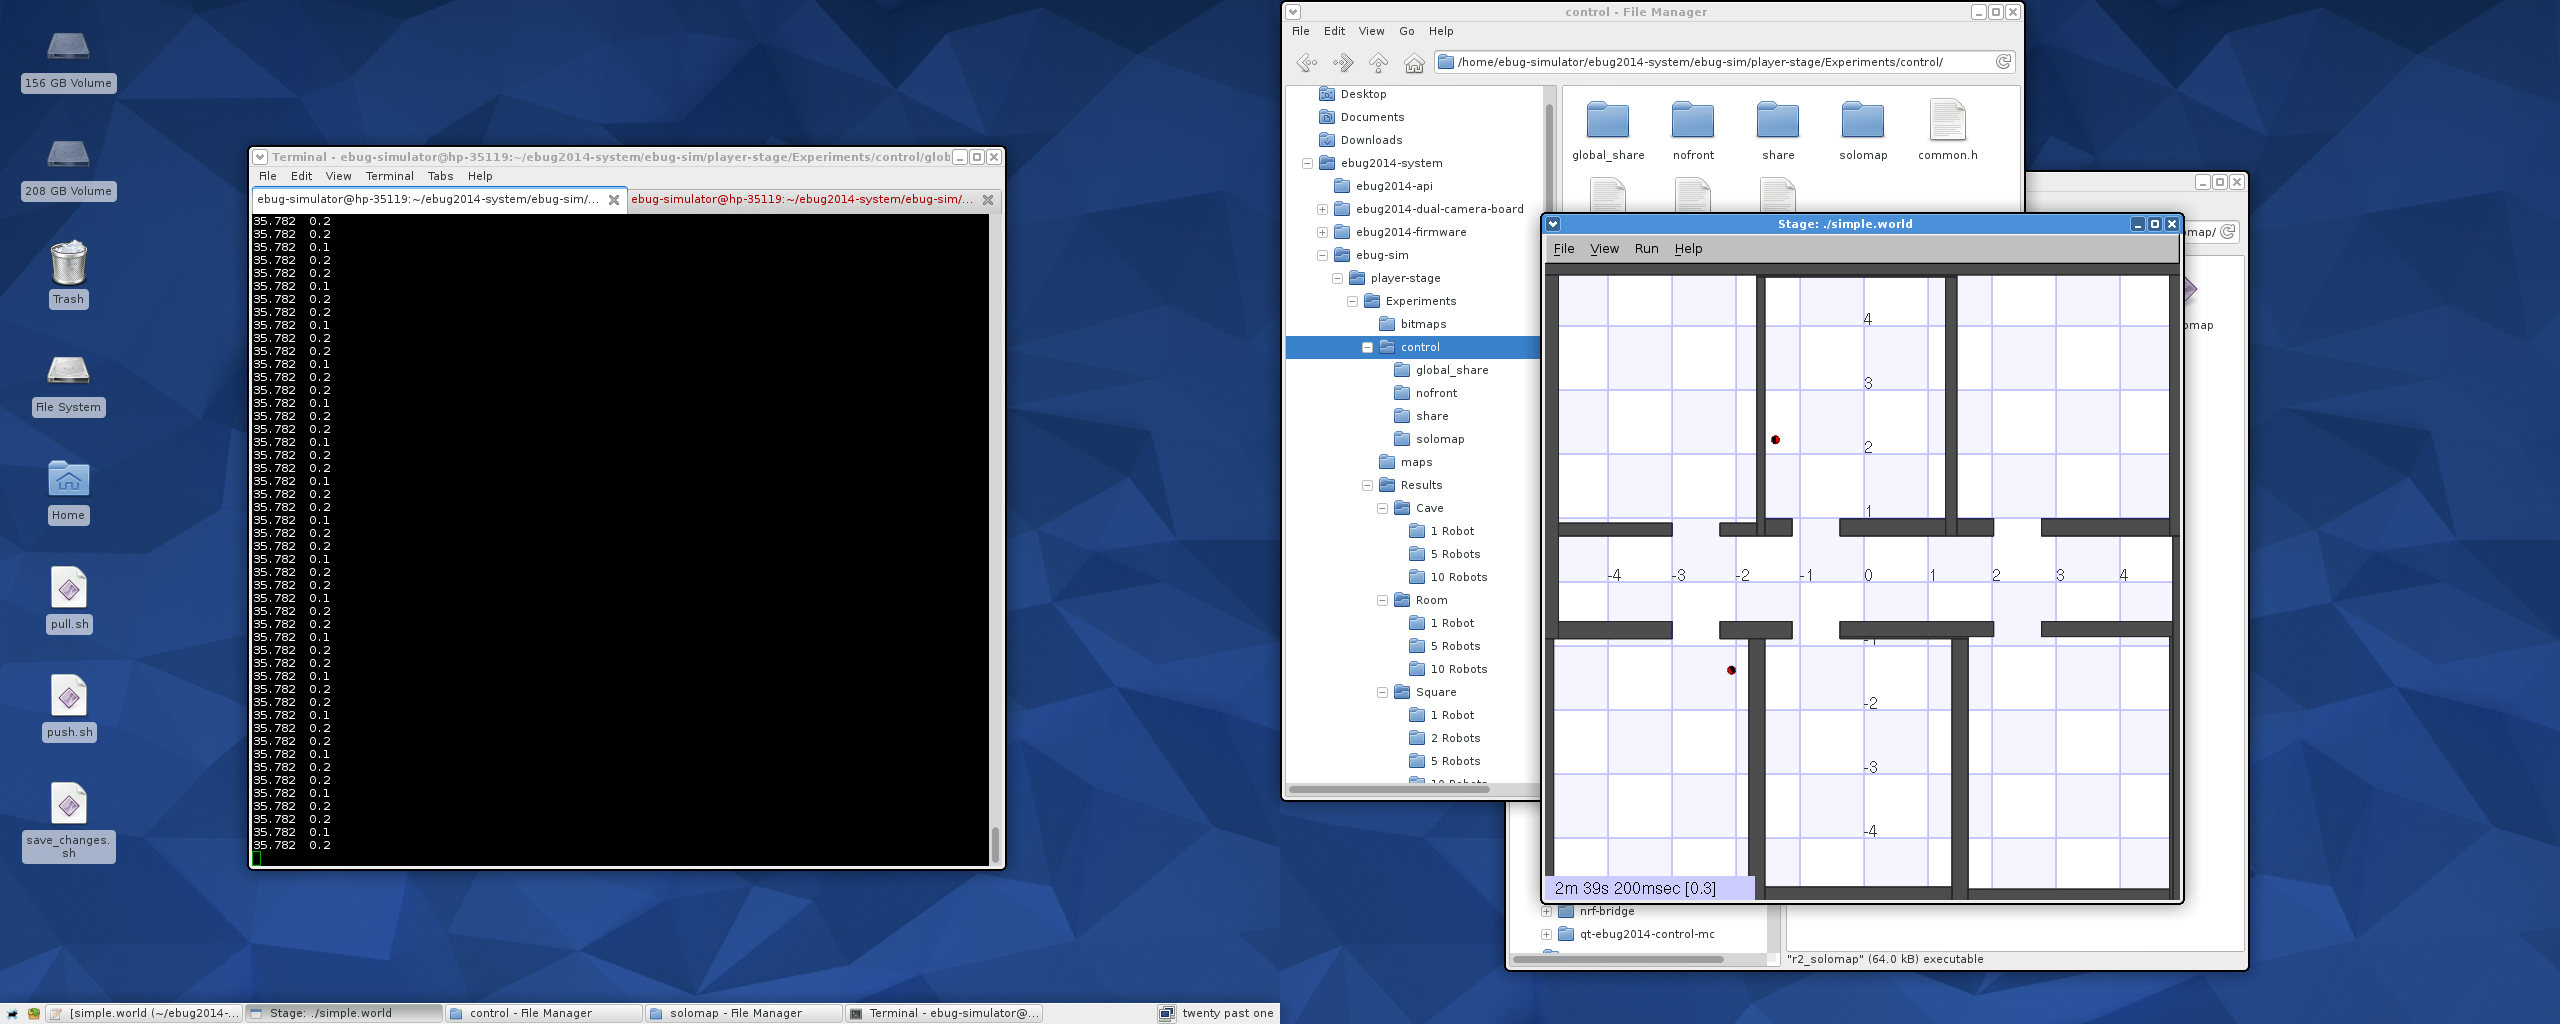 156 GB Volume
208 GB Volume
Trash
File System
Home
pull.sh
push.sh
save_changes.
sh
Terminal - ebug-simulator@hp-35119:~/ebug2014-system/ebug-sim/player-stage/Experiments/control/glob
File Edit View Terminal Tabs Help
ebug-simulator@hp-35119:~/ebug2014-system/ebug-sim/... ebug-simulator@hp-35119:~/ebug2014-system/ebug-sim/...
35.782 0.2
35.782 0.2
35.782 0.1
35.782 0.2
35.782 0.2
35.782 0.1
35.782 0.2
35.782 0.2
35.782 0.1
35.782 0.2
35.782 0.2
35.782 0.1
35.782 0.2
35.782 0.2
35.782 0.1
35.782 0.2
35.782 0.2
35.782 0.1
35.782 0.2
35.782 0.2
35.782 0.1
35.782 0.2
35.782 0.2
35.782 0.1
35.782 0.2
35.782 0.2
35.782 0.1
35.782 0.2
35.782 0.2
35.782 0.1
35.782 0.2
35.782 0.2
35.782 0.1
35.782 0.2
35.782 0.2
35.782 0.1
35.782 0.2
35.782 0.2
35.782 0.1
35.782 0.2
35.782 0.2
35.782 0.1
35.782 0.2
35.782 0.2
35.782 0.1
35.782 0.2
35.782 0.2
35.782 0.1
35.782 0.2
control - File Manager
File Edit View Go Help
/home/ebug-simulator/ebug2014-system/ebug-sim/player-stage/Experiments/control/
Desktop
Documents
Downloads
ebug2014-system
ebug2014-api
ebug2014-dual-camera-board
ebug2014-firmware
ebug-sim
player-stage
Experiments
bitmaps
control
global_share
nofront
share
solomap
maps
Results
Cave
1 Robot
5 Robots
10 Robots
Room
1 Robot
5 Robots
10 Robots
Square
1 Robot
2 Robots
5 Robots
10 Robots
global_share nofront share solomap common.h
map/
omap
Stage: ./simple.world
File View Run Help
4
3
2
1
-4 -3 -2 -1 0 1 2 3 4
-1
-2
-3
-4
2m 39s 200msec [0.3]
nrf-bridge
qt-ebug2014-control-mc
"r2_solomap" (64.0 kB) executable
[simple.world (~/ebug2014-... Stage: ./simple.world control - File Manager solomap - File Manager Terminal - ebug-simulator@... twenty past one